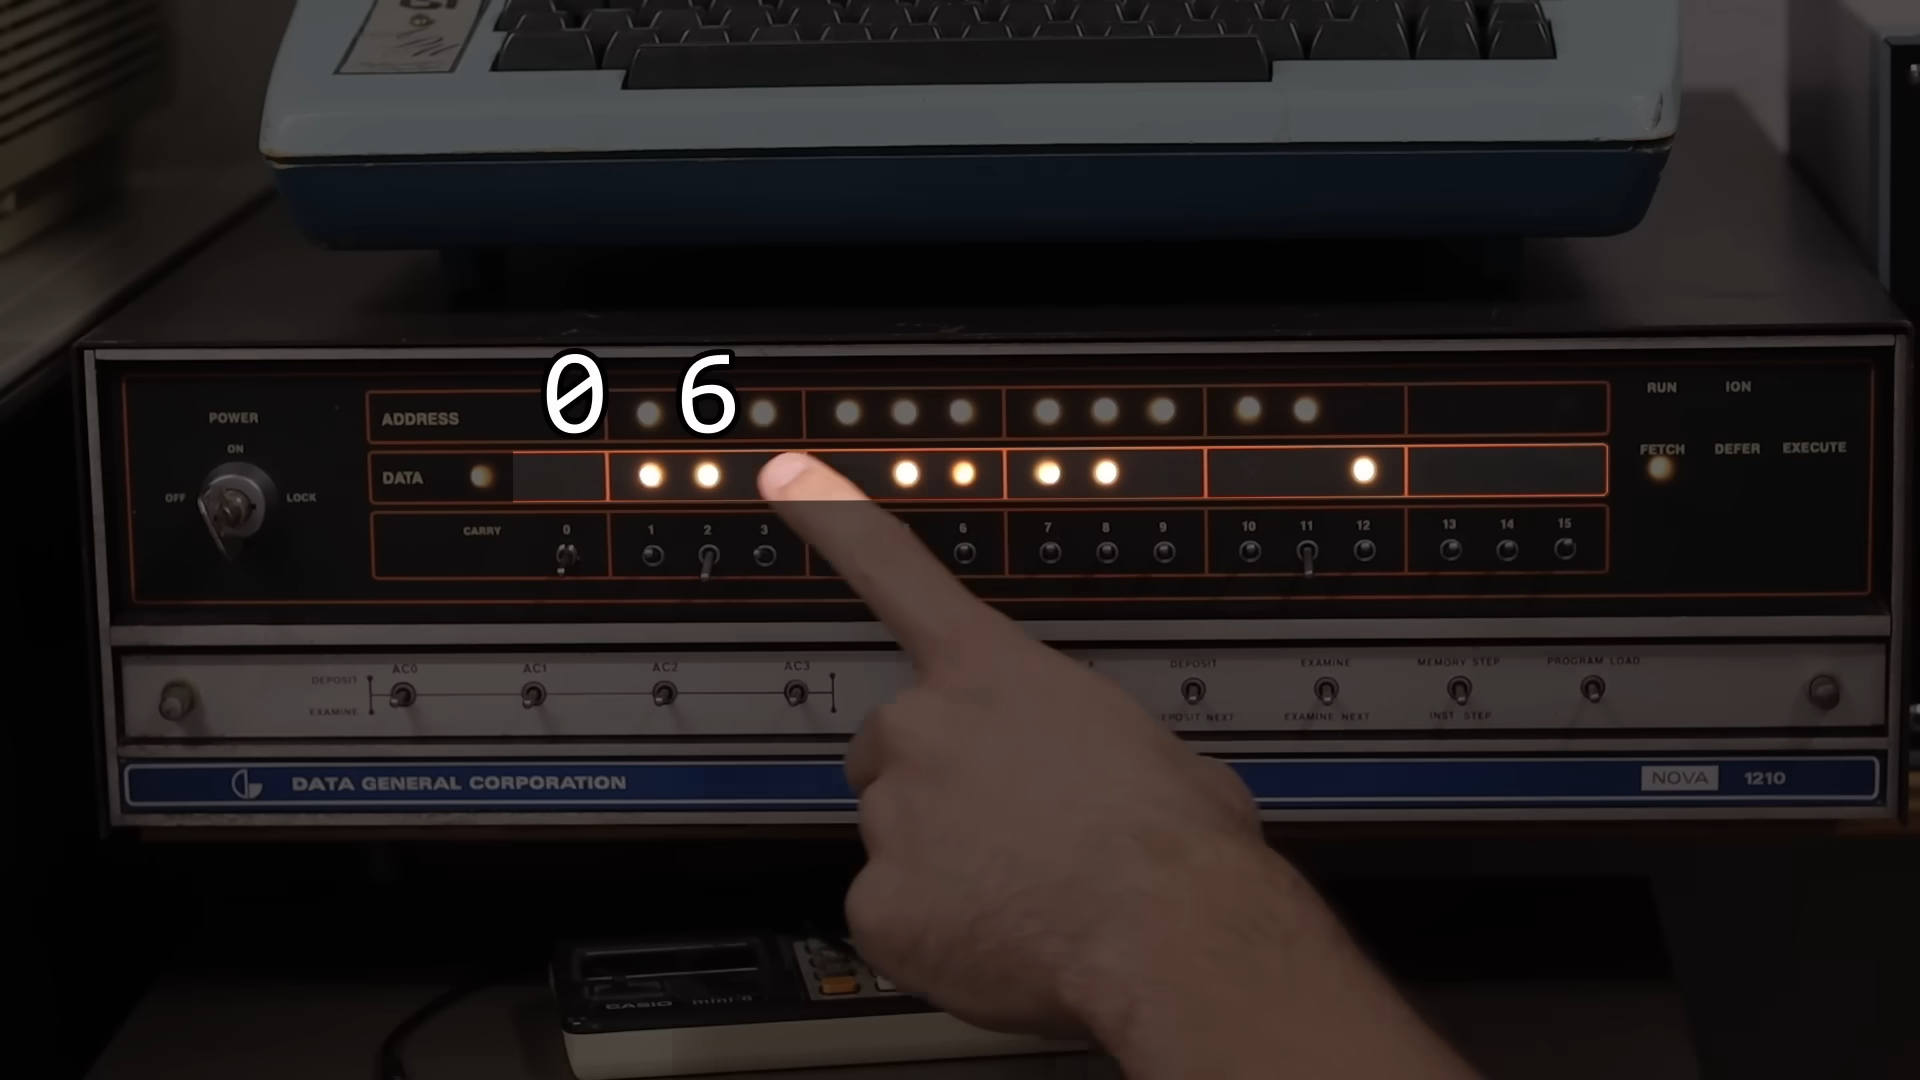 0 6
POWER
ON
OFF
LOCK
ADDRESS
DATA
CARRY 0 1 2 3 6 7 8 9 10 11 12 13 14 15
RUN ION
FETCH DEFER EXECUTE
DEPOSIT
EXAMINE
AC0 AC1 AC2 AC3
DEPOSIT EXAMINE MEMORY STEP PROGRAM LOAD
EXAMINE NEXT INST STEP
DATA GENERAL CORPORATION
NOVA 1210
CASIO mini